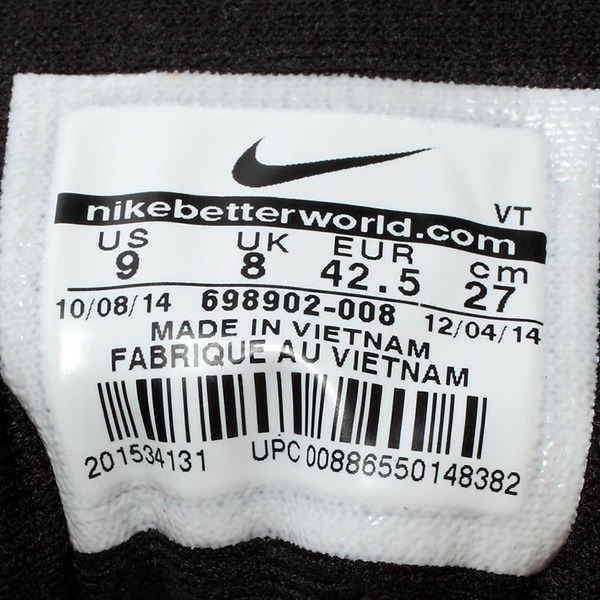 VT
nikebetterworld.com
US UK EUR cm
9 8 42.5 27
10/08/14 698902-008 12/04/14
MADE IN VIETNAM
FABRIQUE AU VIETNAM
201534131 UPC 00886550148382